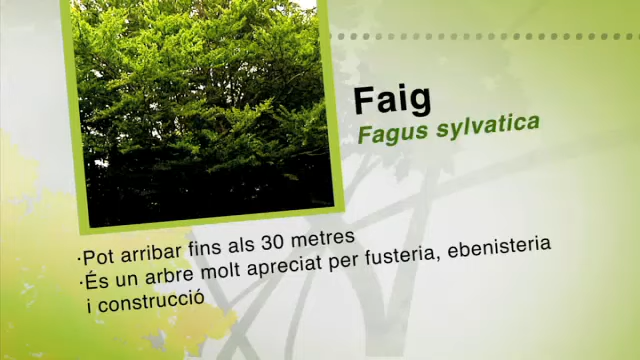 Faig
Fagus sylvatica
·Pot arribar fins als 30 metres
·És un arbre molt apreciat per fusteria, ebenisteria
i construcció